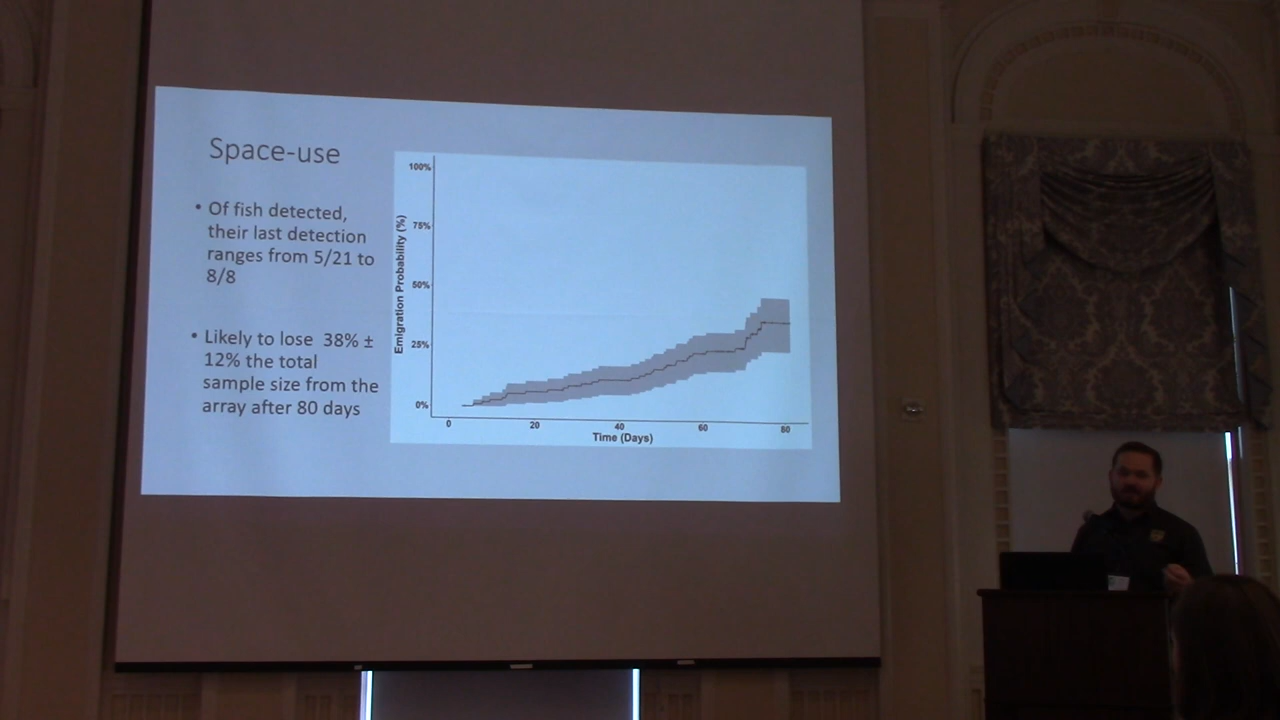 Space-use
• Of fish detected,
their last detection
ranges from 5/21 to
8/8
• Likely to lose 38% ±
12% the total
sample size from the
array after 80 days
Emigration Probability (%)
100%
75%
50%
25%
0%
0 20 40 60 80
Time (Days)